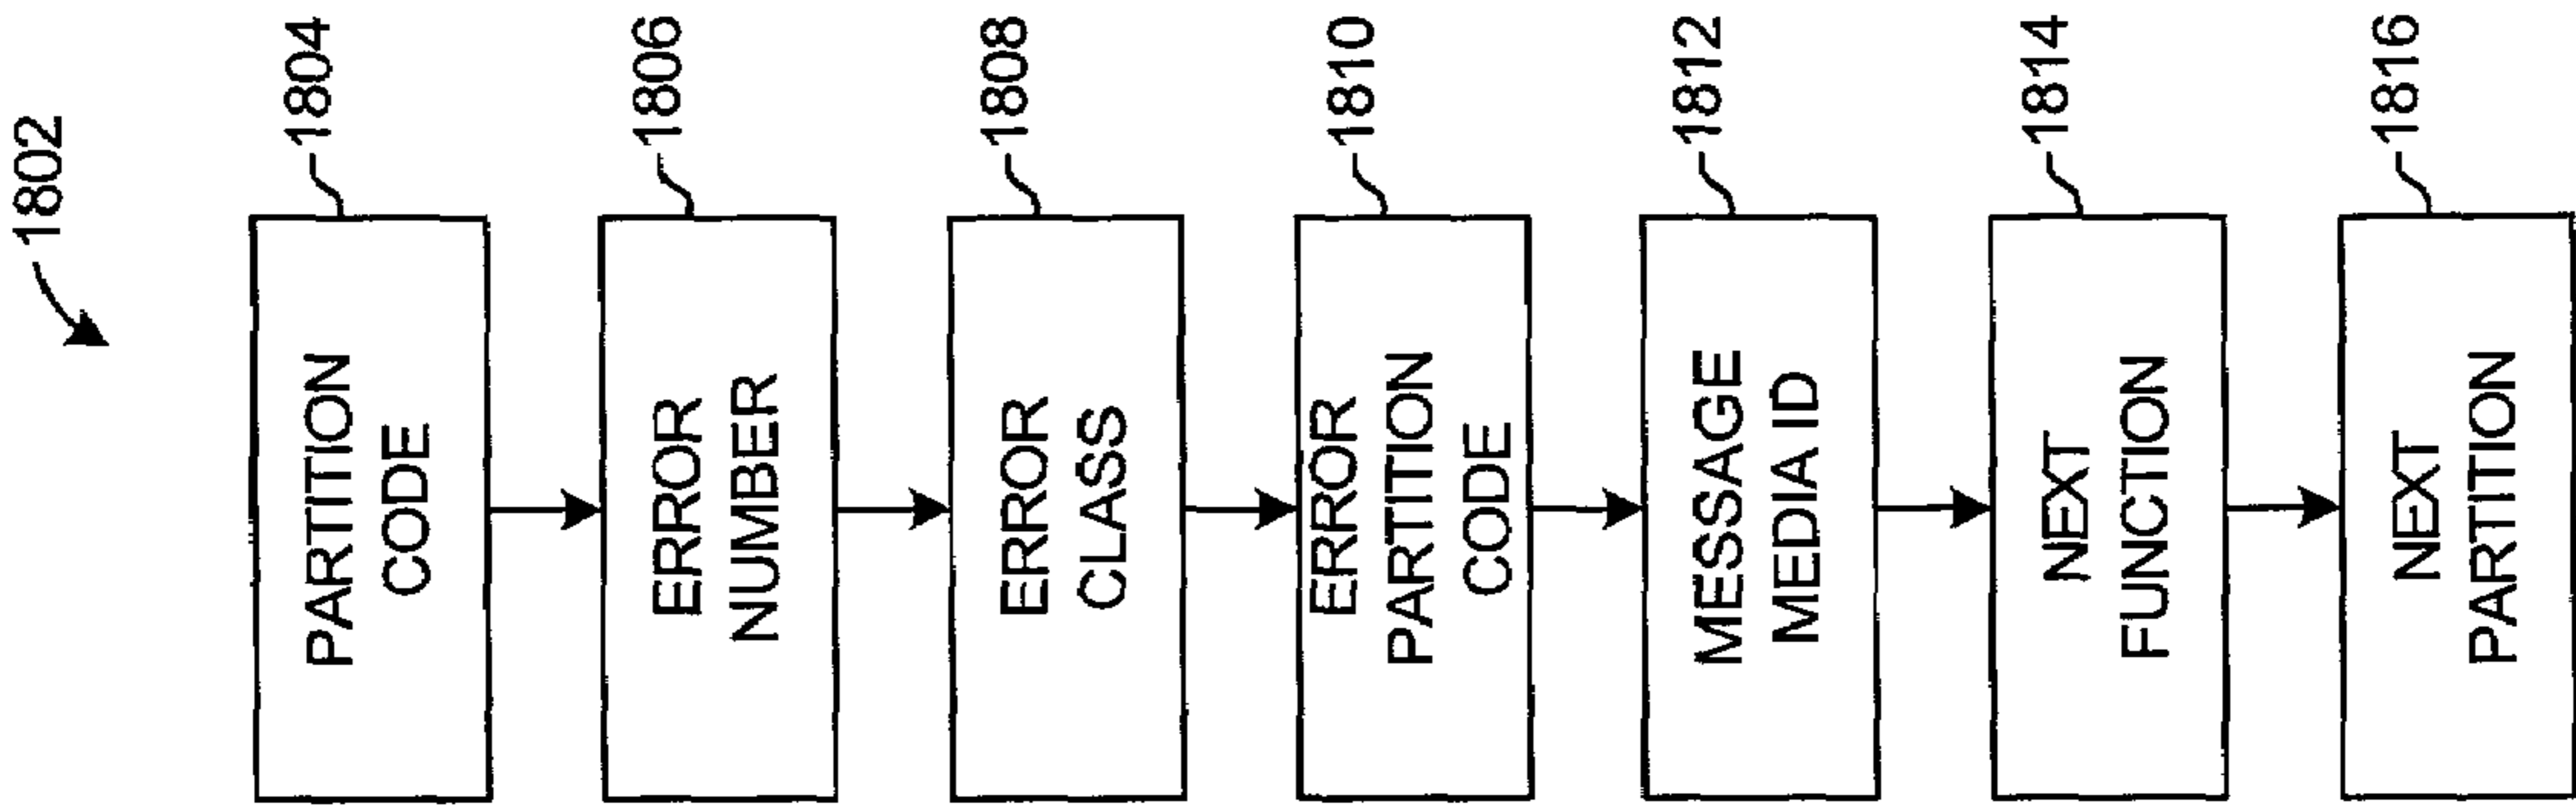 1802
PARTITION
CODE
1804
ERROR
NUMBER
1806
ERROR
CLASS
1808
ERROR
PARTITION
CODE
1810
MESSAGE
MEDIA ID
1812
NEXT
FUNCTION
1814
NEXT
PARTITION
1816